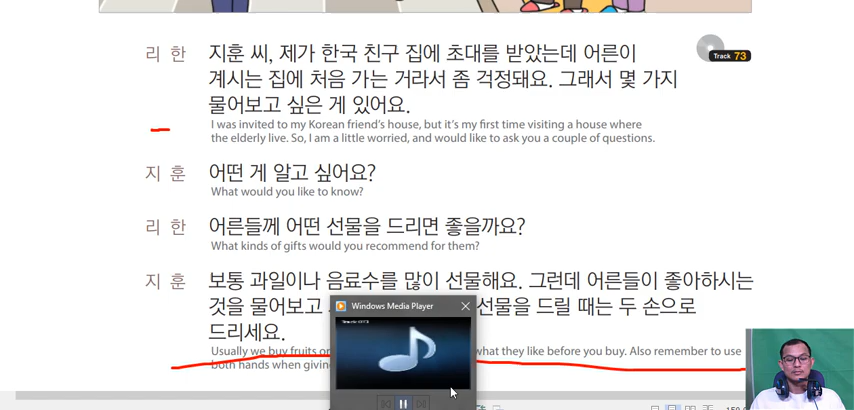 리 한 지훈 씨, 제가 한국 친구 집에 초대를 받았는데 어른이
Track 73
계시는 집에 처음 가는 거라서 좀 걱정돼요. 그래서 몇 가지
물어보고 싶은 게 있어요.
I was invited to my Korean friend's house, but it's my first time visiting a house where
the elderly live. So, I am a little worried, and would like to ask you a couple of questions.
지 훈 어떤 게 알고 싶어요?
What would you like to know?
리 한 어른들께 어떤 선물을 드리면 좋을까요?
What kinds of gifts would you recommend for them?
지 훈 보통 과일이나 음료수를 많이 선물해요. 그런데 어른들이 좋아하시는
것을 물어보고 선물을 드릴 때는 두 손으로
Windows Media Player
드리세요.
Usually we buy fruits or what they like before you buy. Also remember to use
both hands when giving